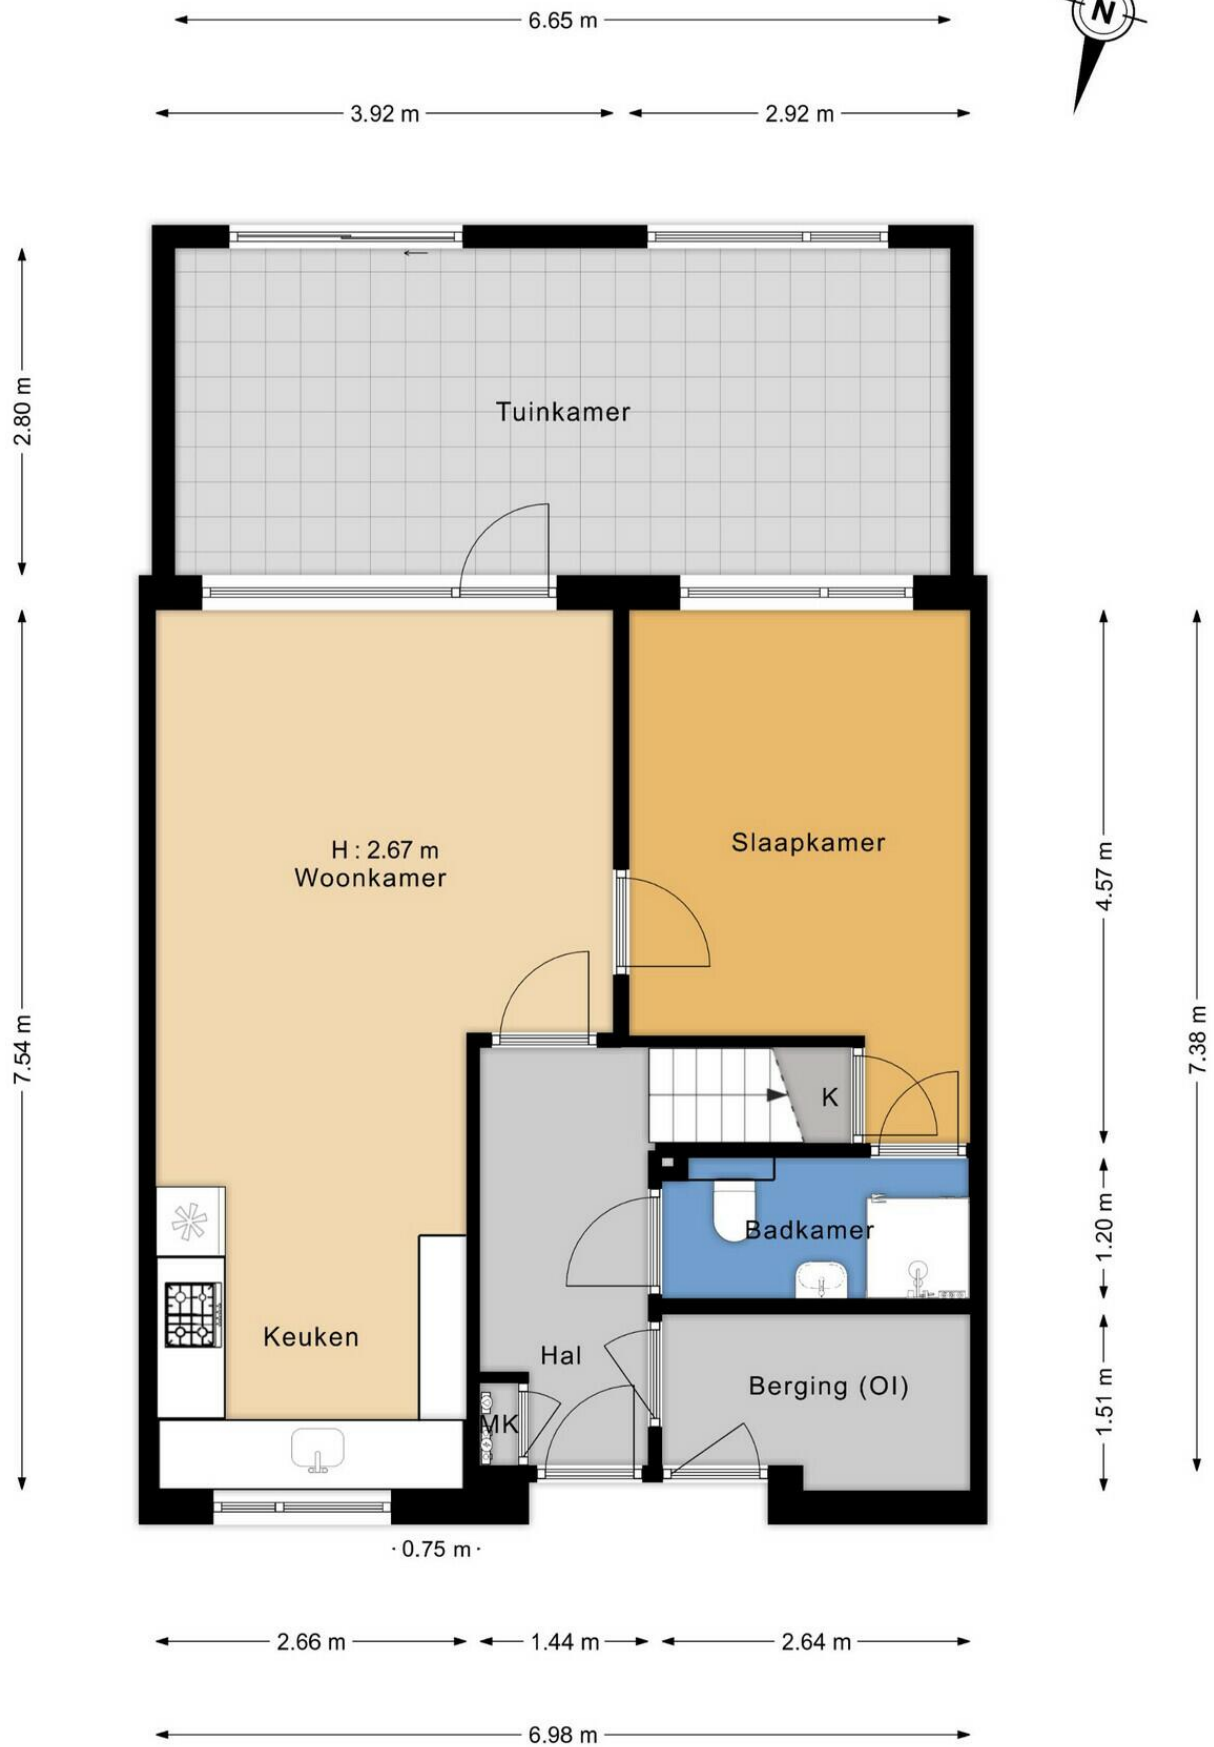 6.65 m
N
3.92 m
2.92 m
2.80 m
Tuinkamer
H : 2.67 m
Woonkamer
Slaapkamer
4.57 m
7.54 m
7.38 m
K
Badkamer
1.20 m
Keuken
Hal
Berging (OI)
MK
1.51 m
0.75 m
2.66 m
1.44 m
2.64 m
6.98 m